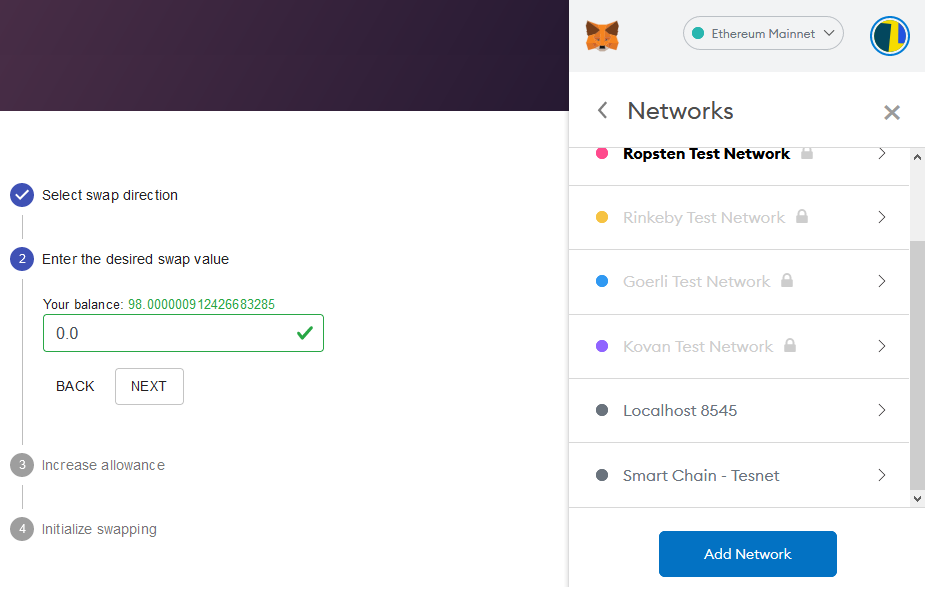 Select swap direction
2 Enter the desired swap value
Your balance: 98.000000912426683285
0.0
BACK NEXT
3 Increase allowance
4 Initialize swapping
Ethereum Mainnet
Networks
Ropsten Test Network
Rinkeby Test Network
Goerli Test Network
Kovan Test Network
Localhost 8545
Smart Chain - Tesnet
Add Network